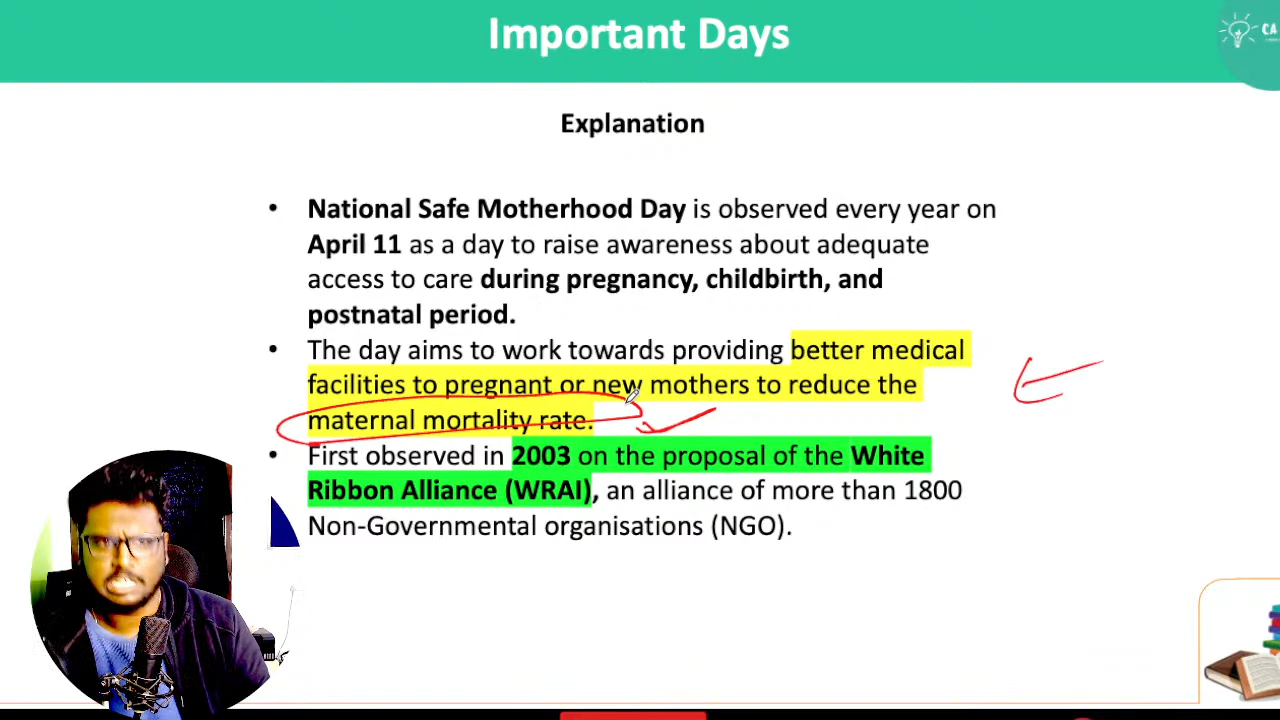 Important Days
CA
Explanation
• National Safe Motherhood Day is observed every year on
April 11 as a day to raise awareness about adequate
access to care during pregnancy, childbirth, and
postnatal period.
• The day aims to work towards providing better medical
facilities to pregnant or new mothers to reduce the
maternal mortality rate.
• First observed in 2003 on the proposal of the White
Ribbon Alliance (WRAI), an alliance of more than 1800
Non-Governmental organisations (NGO).